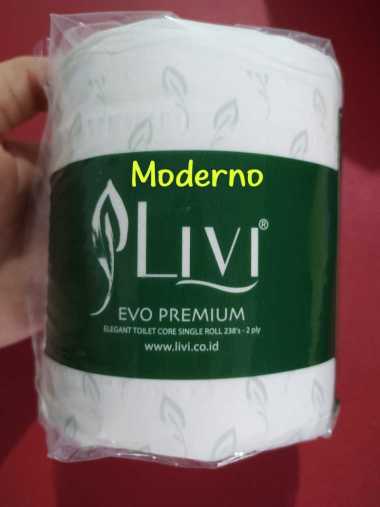 Moderno
LIVI®
EVO PREMIUM
ELEGANT TOILET CORE SINGLE ROLL 238's - 2 ply
www.livi.co.id